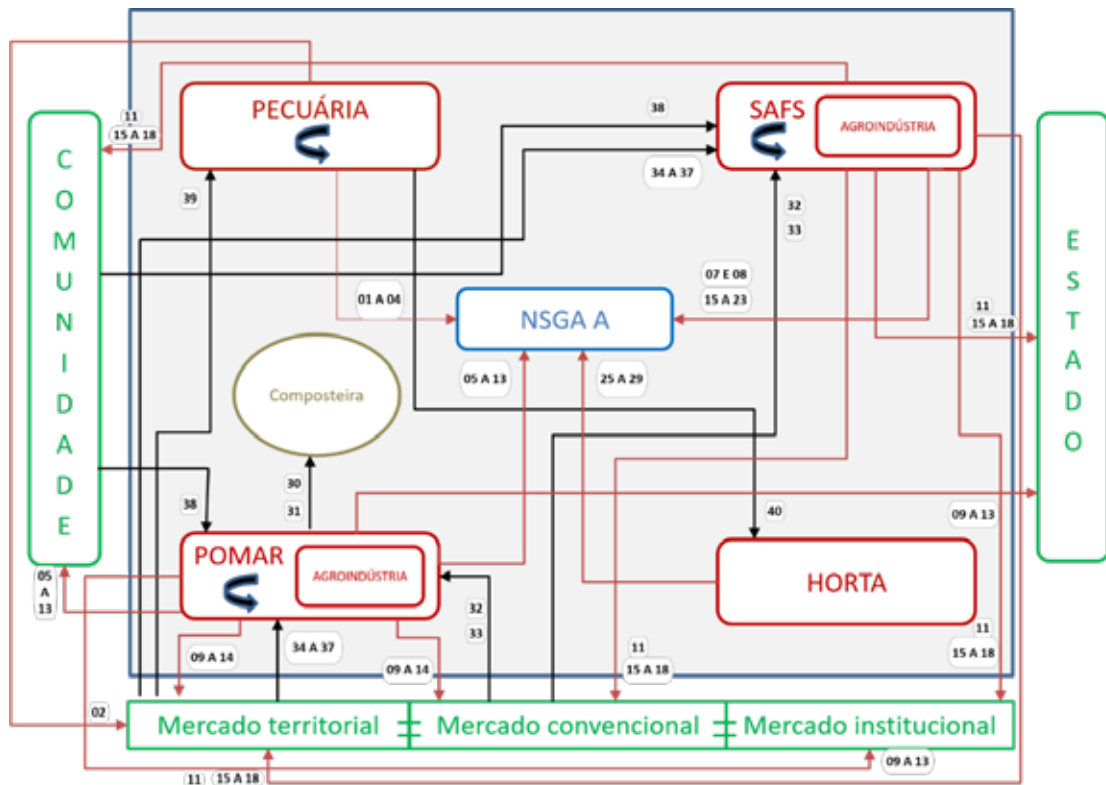 PECUÁRIA
SAFS
AGROINDÚSTRIA
11
15 A 18
38
34 A 37
39
32
33
COMUNIDADE
ESTADO
01 A 04
NSGA A
07 E 08
15 A 23
11
15 A 18
05 A 13
25 A 29
Composteira
30
31
38
40
09 A 13
POMAR
AGROINDÚSTRIA
HORTA
05
A
13
32
33
09 A 14
34 A 37
09 A 14
11
15 A 18
11
15 A 18
02
Mercado territorial
Mercado convencional
Mercado institucional
09 A 13
11
15 A 18